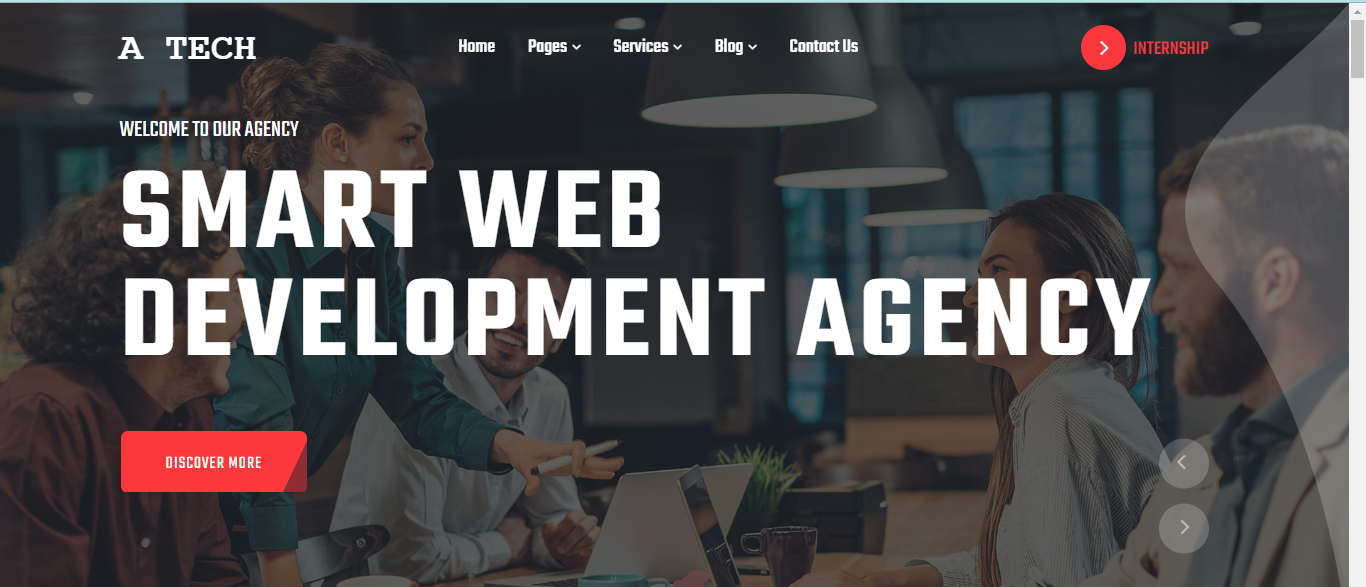 A TECH
Home Pages Services Blog Contact Us
INTERNSHIP
WELCOME TO OUR AGENCY
SMART WEB
DEVELOPMENT AGENCY
DISCOVER MORE